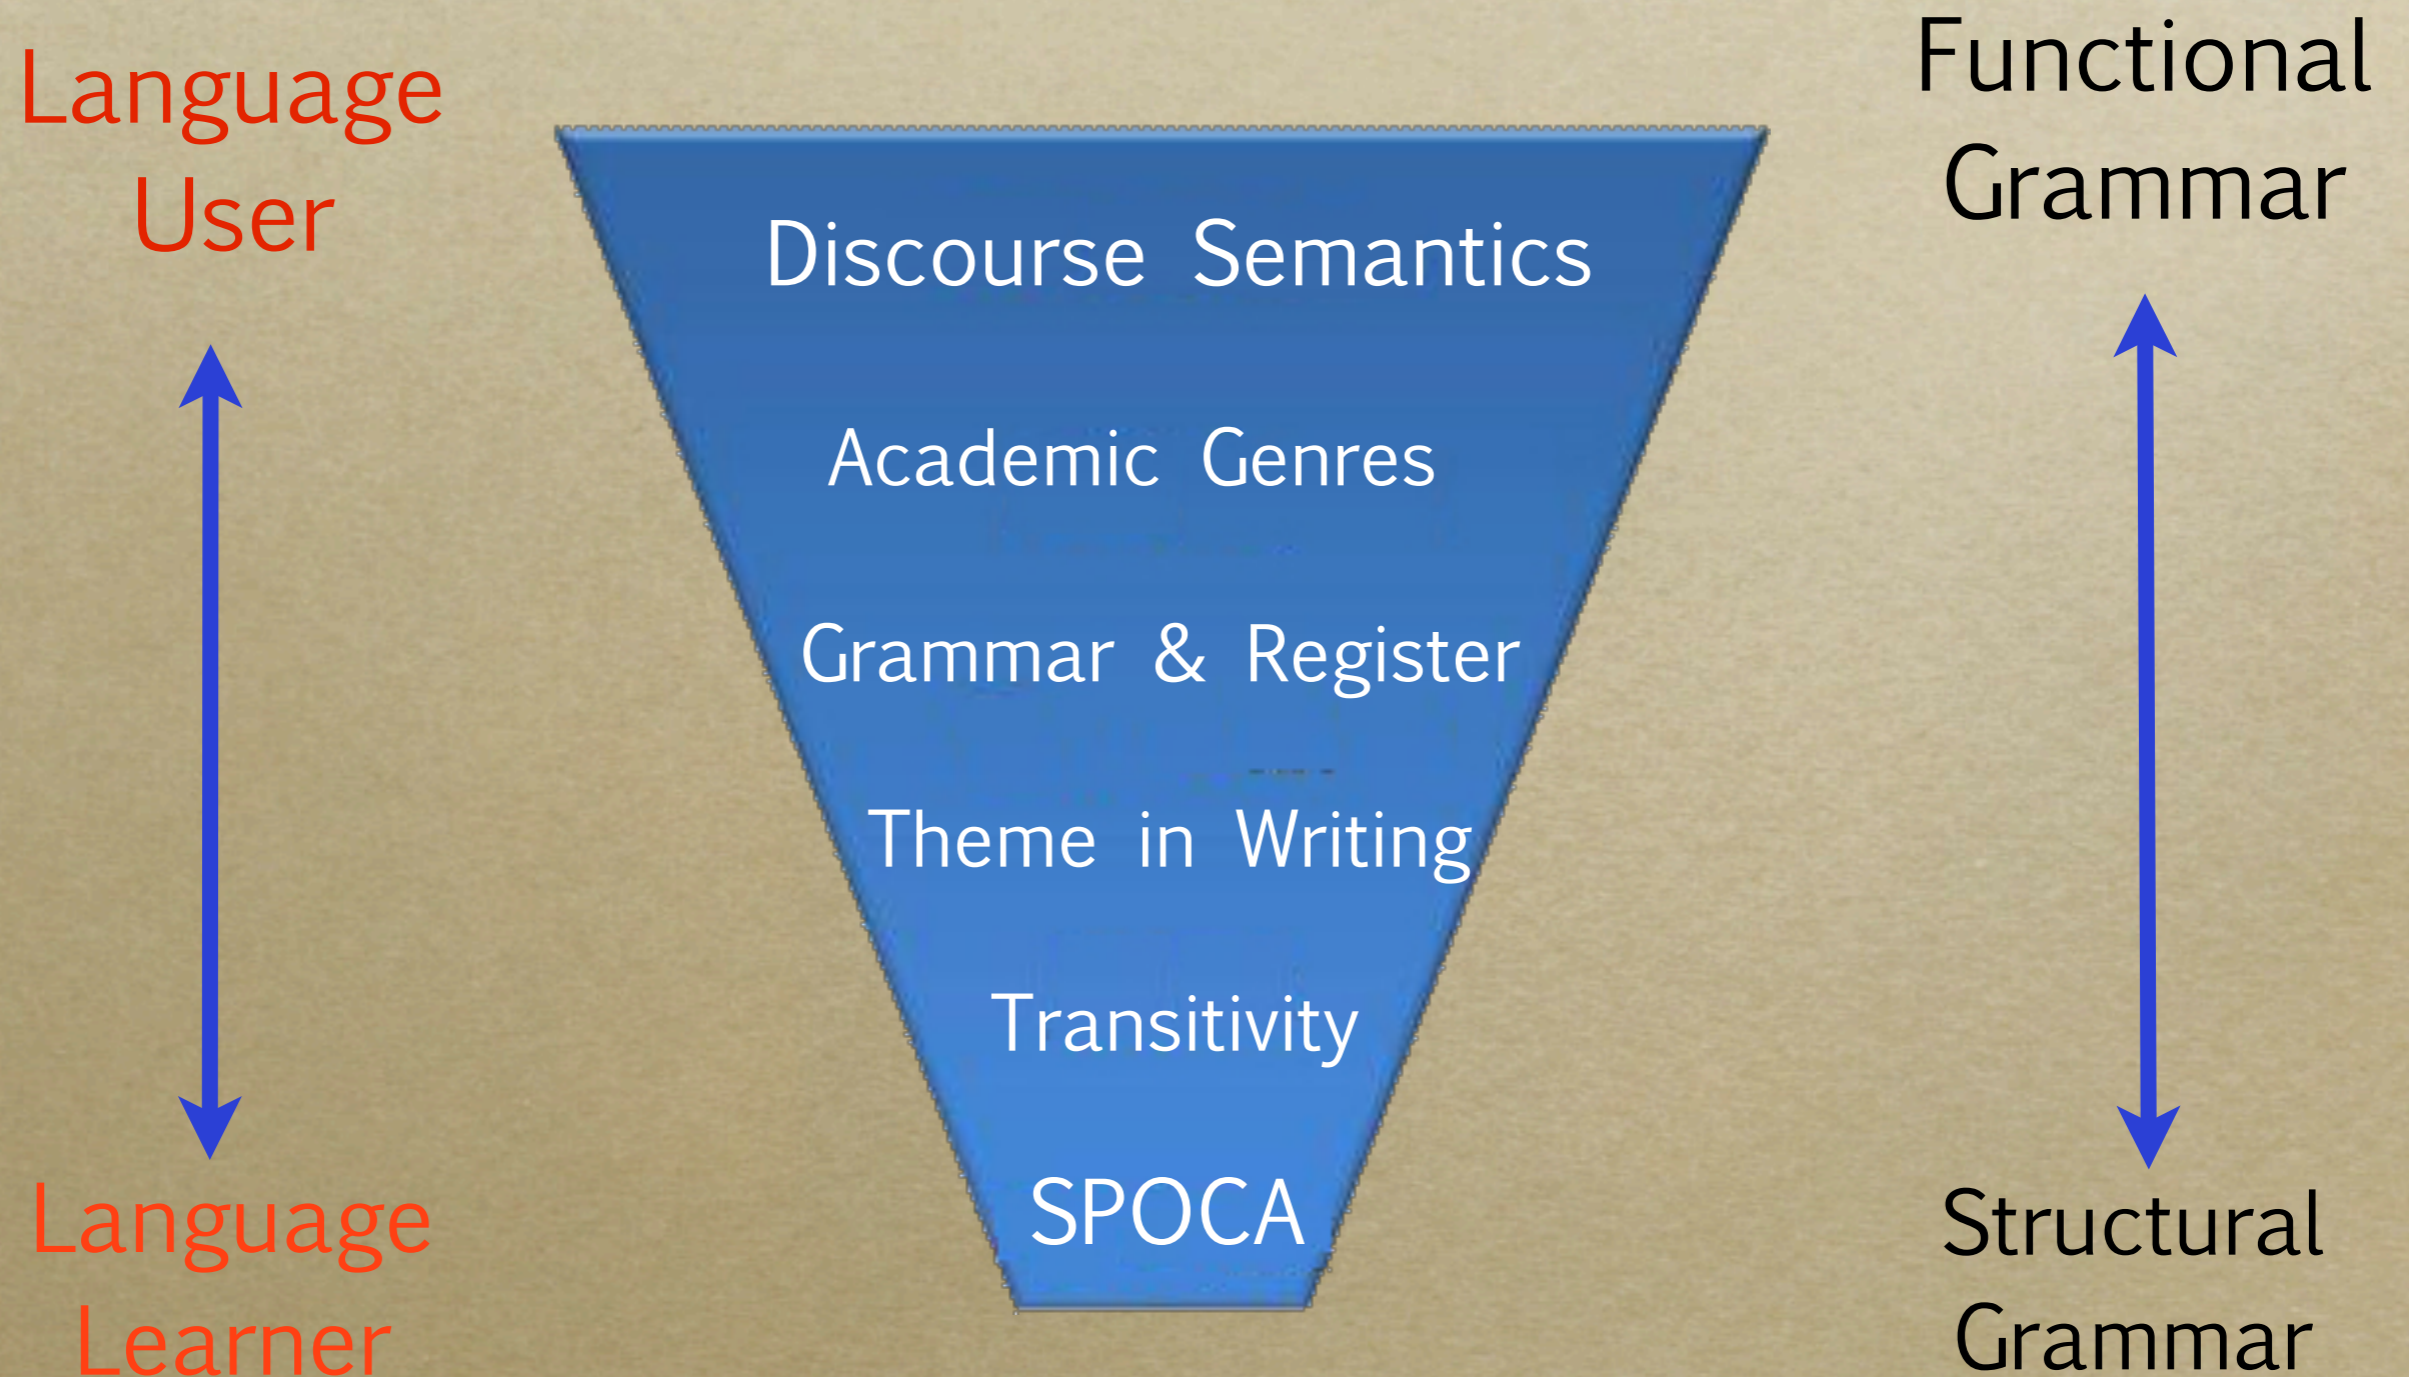 Language
User
Functional
Grammar
Discourse Semantics
Academic Genres
Grammar & Register
Theme in Writing
Transitivity
SPOCA
Language
Learner
Structural
Grammar